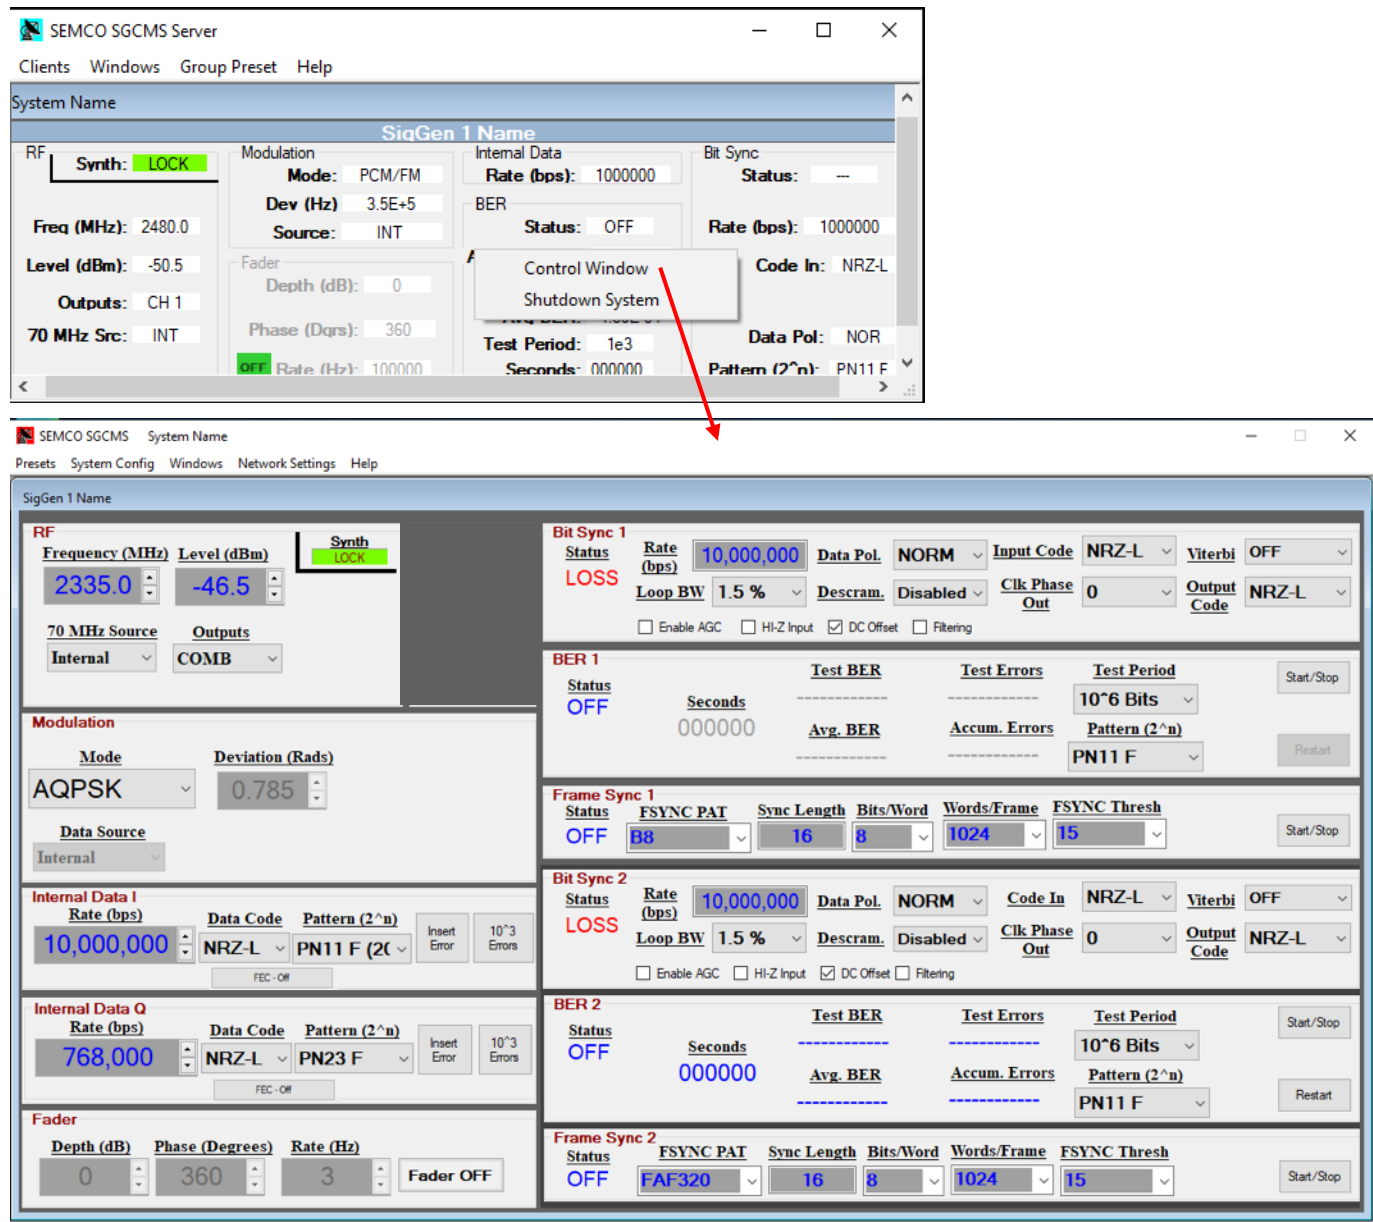 SEMCO SGCMS Server
Clients Windows Group Preset Help
System Name
SigGen 1 Name
RF
Synth: LOCK
Freq (MHz): 2480.0
Level (dBm): -50.5
Outputs: CH 1
70 MHz Src: INT
Modulation
Mode: PCM/FM
Dev (Hz) 3.5E+5
Source: INT
Fader
Depth (dB): 0
Phase (Dgrs): 360
OFF Rate (Hz): 100000
Internal Data
Rate (bps): 1000000
BER
Status: OFF
Control Window
Shutdown System
Test Period: 1e3
Seconds: 000000
Bit Sync
Status: ---
Rate (bps): 1000000
Code In: NRZ-L
Data Pol: NOR
Pattern (2^n): PN11 F
SEMCO SGCMS System Name
Presets System Config Windows Network Settings Help
SigGen 1 Name
RF
Frequency (MHz) Level (dBm)
2335.0 -46.5
Synth
LOCK
70 MHz Source Outputs
Internal COMB
Modulation
Mode Deviation (Rads)
AQPSK 0.785
Data Source
Internal
Internal Data I
Rate (bps) Data Code Pattern (2^n)
10,000,000 NRZ-L PN11 F (2(
Insert Error
10^3 Errors
FEC - Off
Internal Data Q
Rate (bps) Data Code Pattern (2^n)
768,000 NRZ-L PN23 F
Insert Error
10^3 Errors
FEC - Off
Fader
Depth (dB) Phase (Degrees) Rate (Hz)
0 360 3 Fader OFF
Bit Sync 1
Status Rate (bps) 10,000,000 Data Pol. NORM Input Code NRZ-L Viterbi OFF
LOSS Loop BW 1.5 % Descram. Disabled Clk Phase Out 0 Output Code NRZ-L
Enable AGC HI-Z Input DC Offset Filtering
BER 1
Status Seconds Test BER Test Errors Test Period Start/Stop
OFF 000000 ------------ ------------ 10^6 Bits
Avg. BER Accum. Errors Pattern (2^n) Restart
------------ ------------ PN11 F
Frame Sync 1
Status FSYNC PAT Sync Length Bits/Word Words/Frame FSYNC Thresh
OFF B8 16 8 1024 15 Start/Stop
Bit Sync 2
Status Rate (bps) 10,000,000 Data Pol. NORM Code In NRZ-L Viterbi OFF
LOSS Loop BW 1.5 % Descram. Disabled Clk Phase Out 0 Output Code NRZ-L
Enable AGC HI-Z Input DC Offset Filtering
BER 2
Status Seconds Test BER Test Errors Test Period Start/Stop
OFF 000000 ------------ ------------ 10^6 Bits
Avg. BER Accum. Errors Pattern (2^n) Restart
------------ ------------ PN11 F
Frame Sync 2
Status FSYNC PAT Sync Length Bits/Word Words/Frame FSYNC Thresh
OFF FAF320 16 8 1024 15 Start/Stop